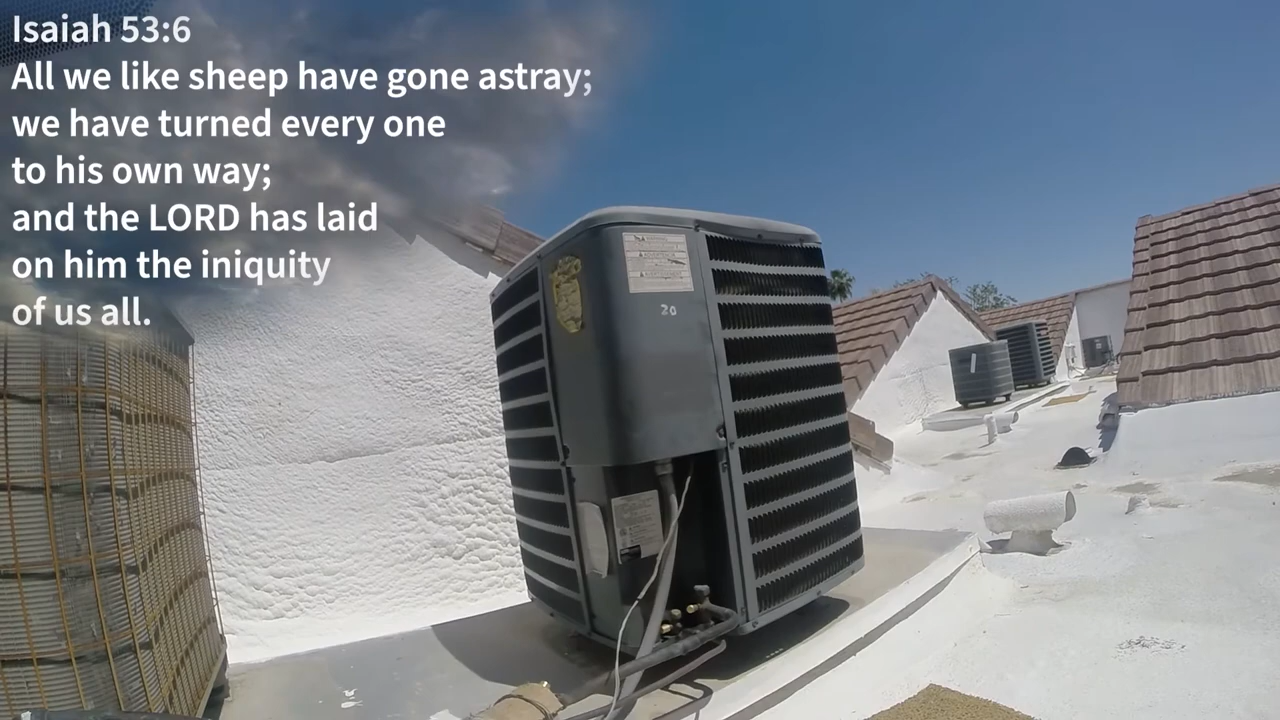 Isaiah 53:6
All we like sheep have gone astray;
we have turned every one
to his own way;
and the LORD has laid
on him the iniquity
of us all.
20